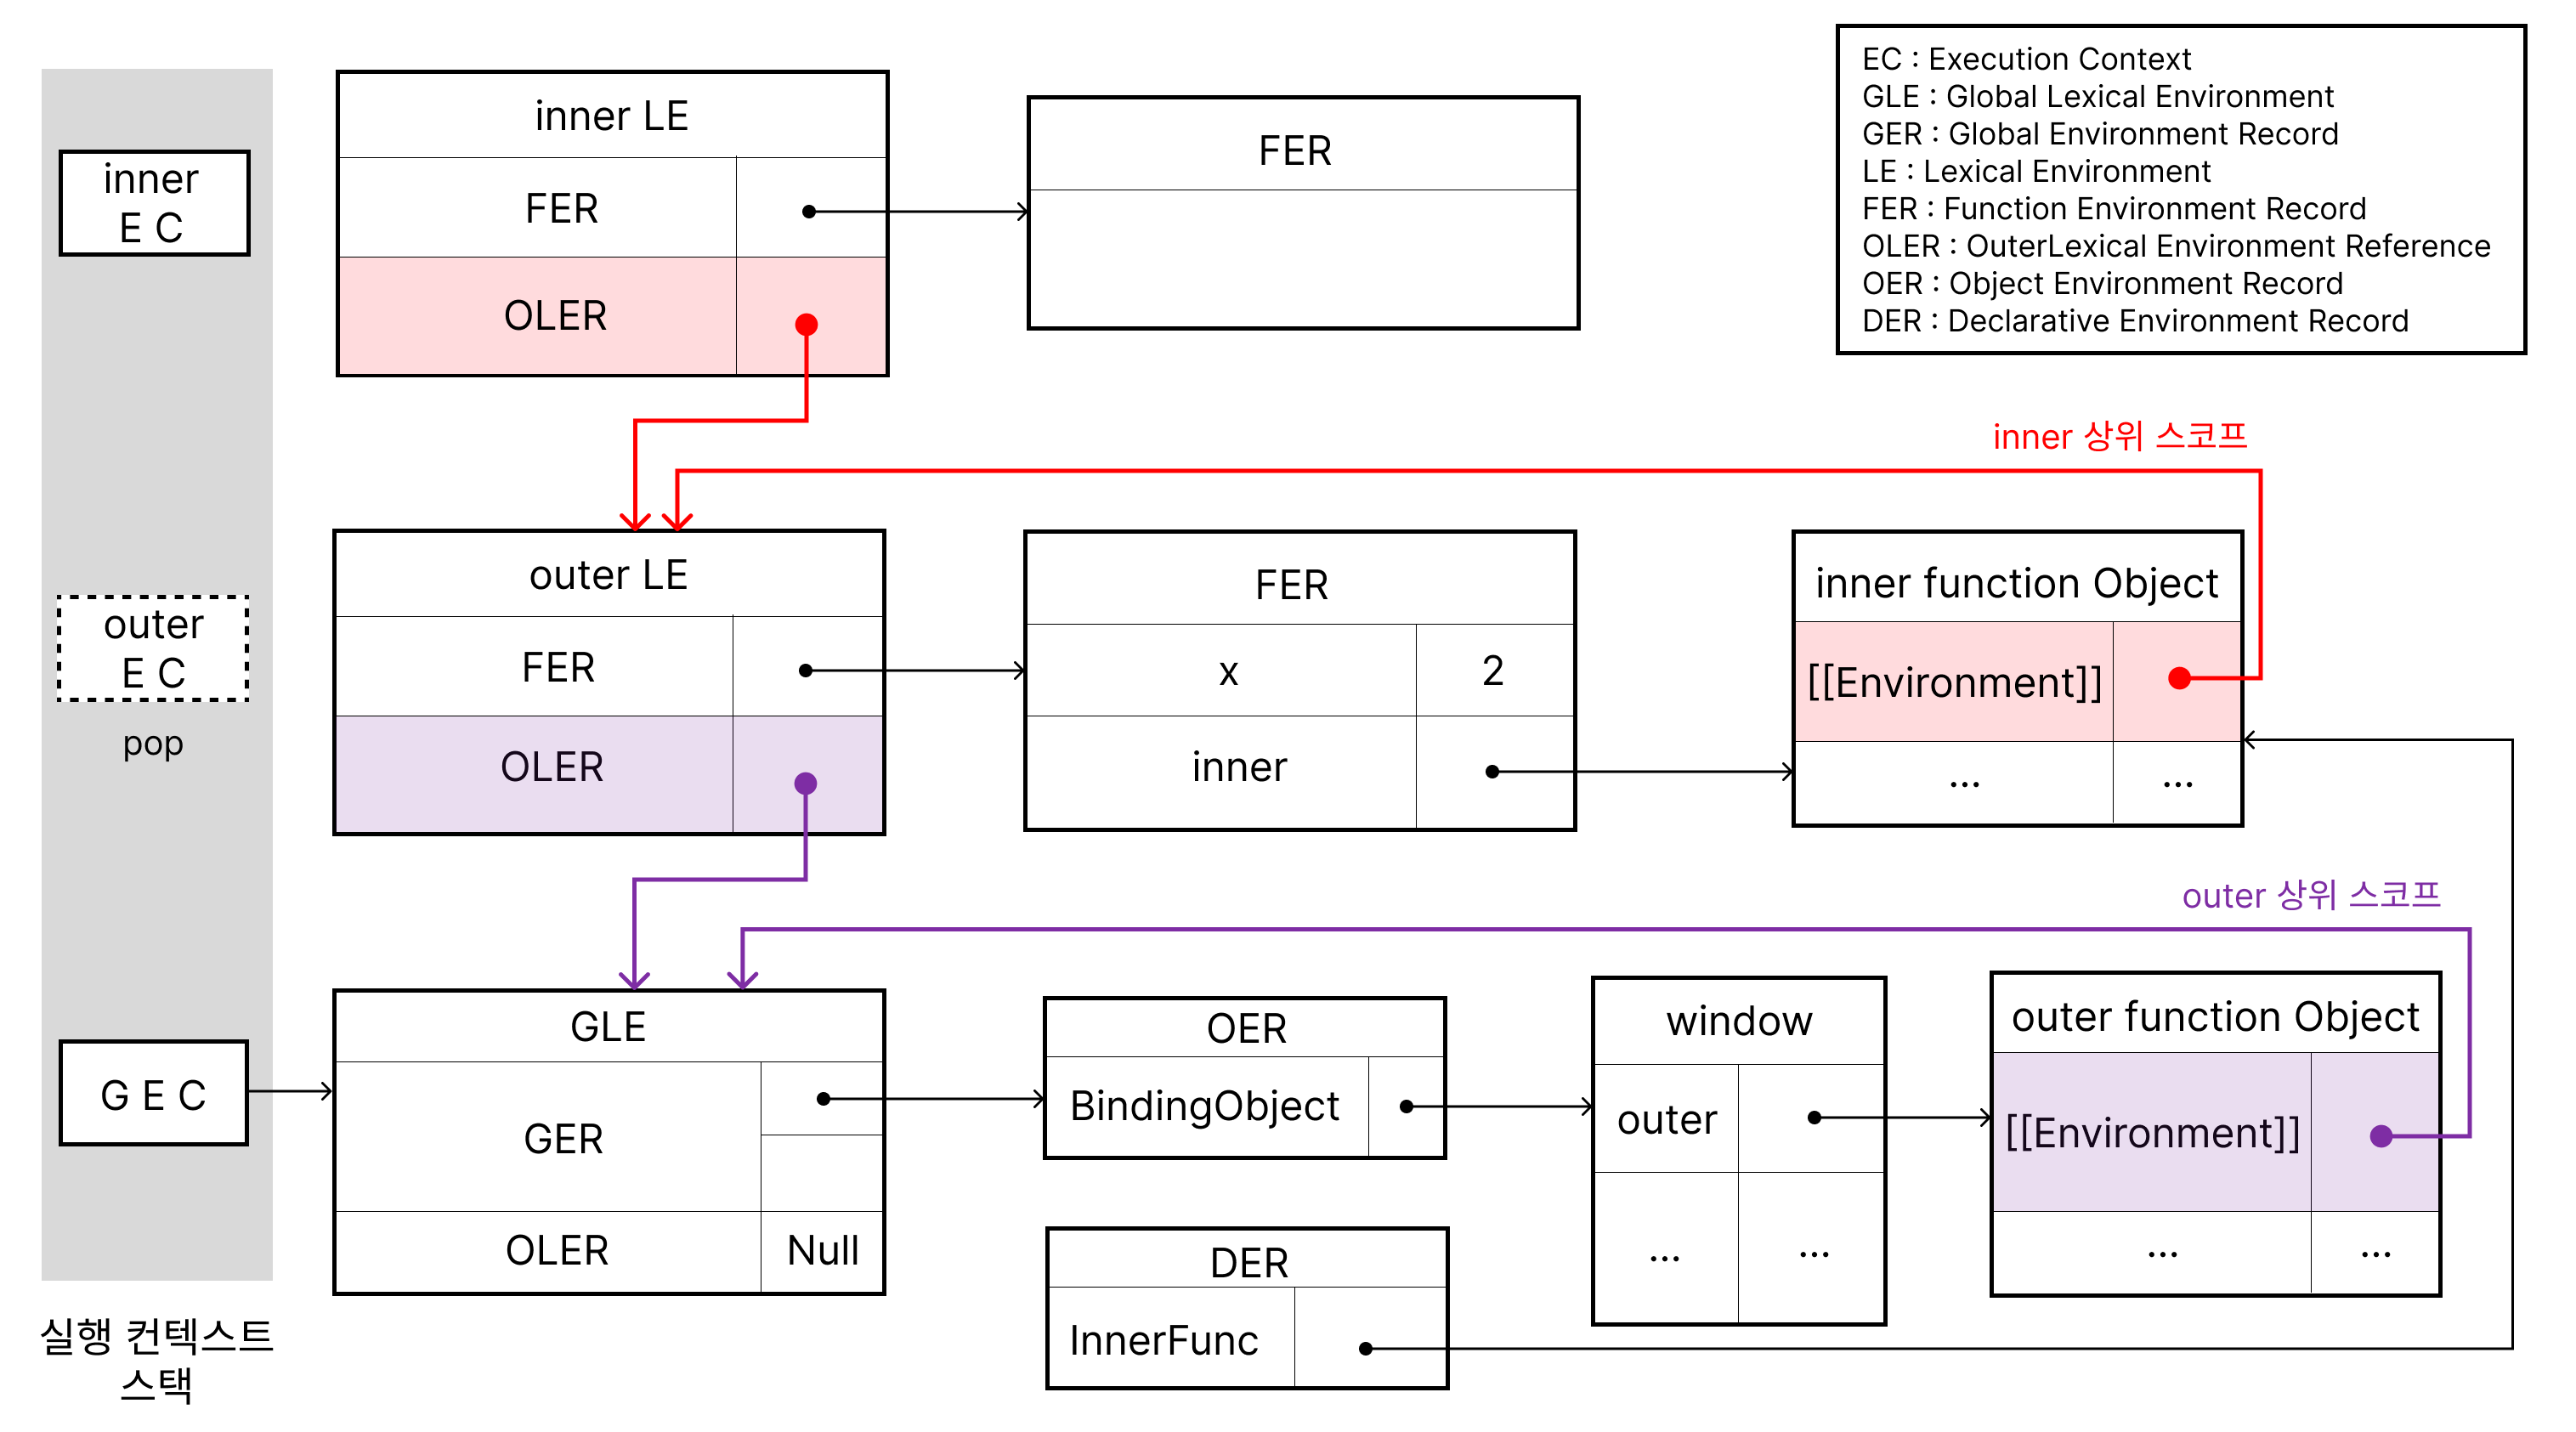 EC : Execution Context
GLE : Global Lexical Environment
GER : Global Environment Record
LE : Lexical Environment
FER : Function Environment Record
OLER : OuterLexical Environment Reference
OER : Object Environment Record
DER : Declarative Environment Record
inner
E C
inner LE
FER
OLER
FER
inner 상위 스코프
outer
E C
pop
outer LE
FER
OLER
FER
x 2
inner
inner function Object
[[Environment]]
... ...
outer 상위 스코프
G E C
GLE
GER
OLER Null
OER
BindingObject
DER
InnerFunc
window
outer
... ...
outer function Object
[[Environment]]
... ...
실행 컨텍스트
스택